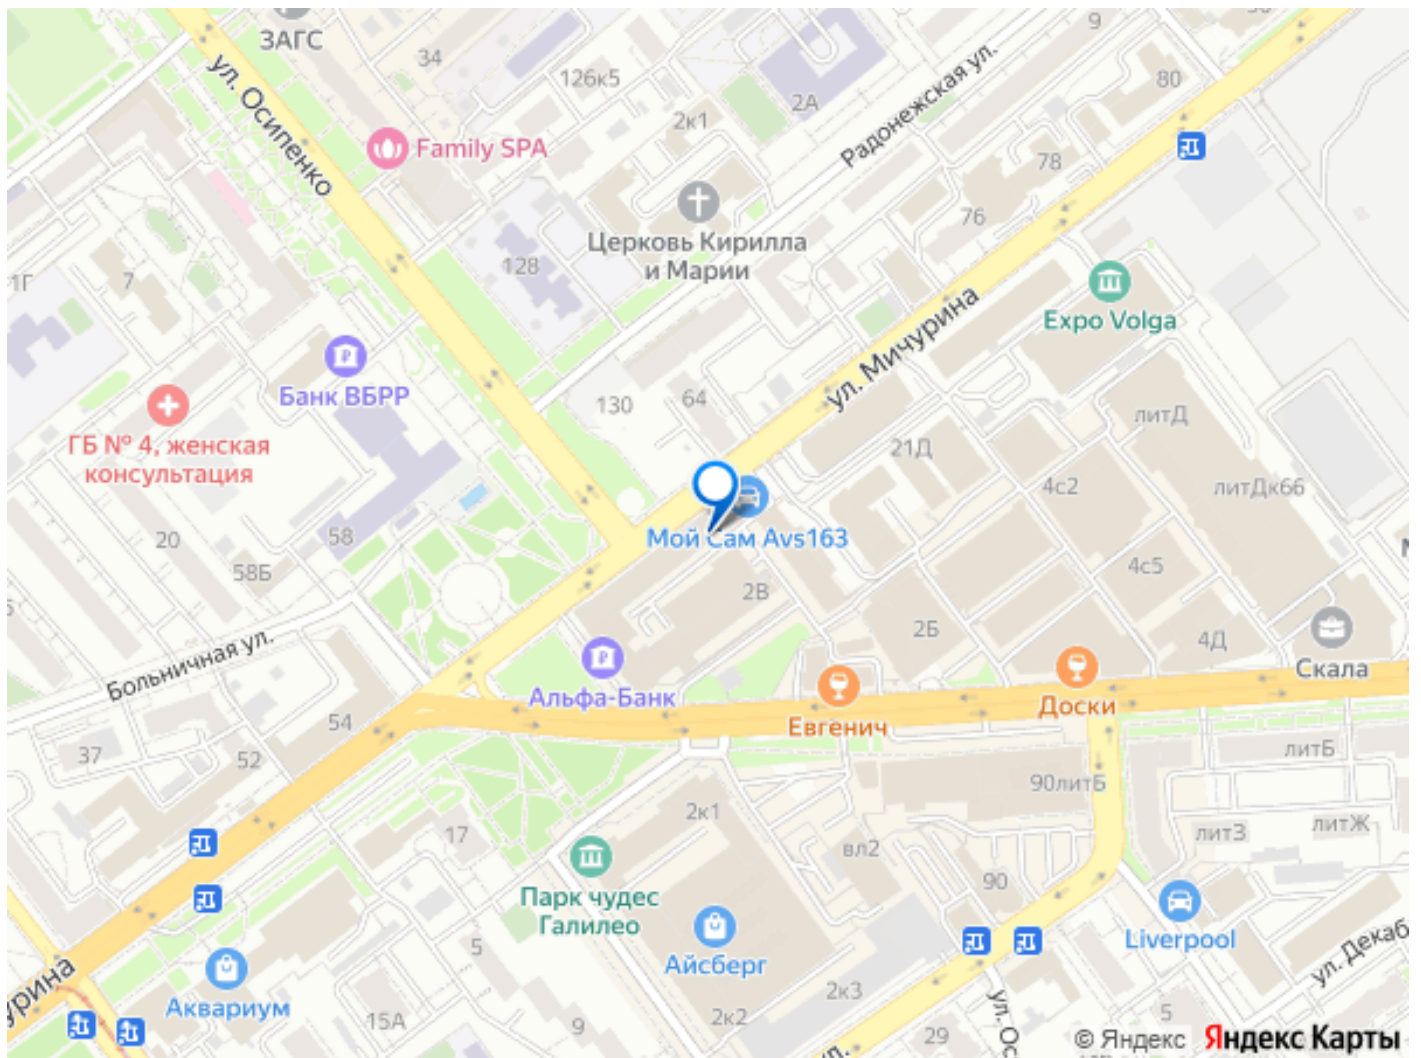 ЗАГС
34
9
126к5
80
ул. Осипенко
2А
2к1
Радонежская ул.
Family SPA
78
76
Церковь Кирилла
и Марии
128
1Г
7
Expo Volga
ул. Мичурина
Банк ВБРР
130
64
литД
ГБ № 4, женская
консультация
21Д
4с2
литДк66
Мой Сам Avs163
58
20
58Б
4с5
2В
2Б
4Д
Больничная ул.
Скала
Альфа-Банк
Доски
Евгенич
54
37
52
литБ
90литБ
2к1
17
литЗ
литЖ
вл2
90
Парк чудес
Галилео
Айсберг
Liverpool
5
ул. Декаб
Аквариум
2к3
15А
9
2к2
29
5
ул. Ос
ул.
© Яндекс
Яндекс Карты